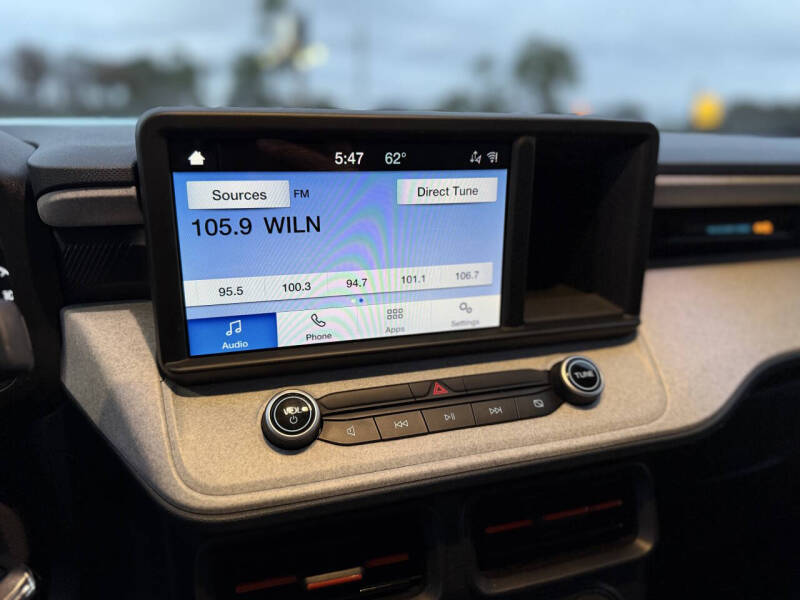 5:47 62°
Sources FM Direct Tune
105.9 WILN
95.5 100.3 94.7 101.1 106.7
Audio Phone Apps Settings
VOL TUNE